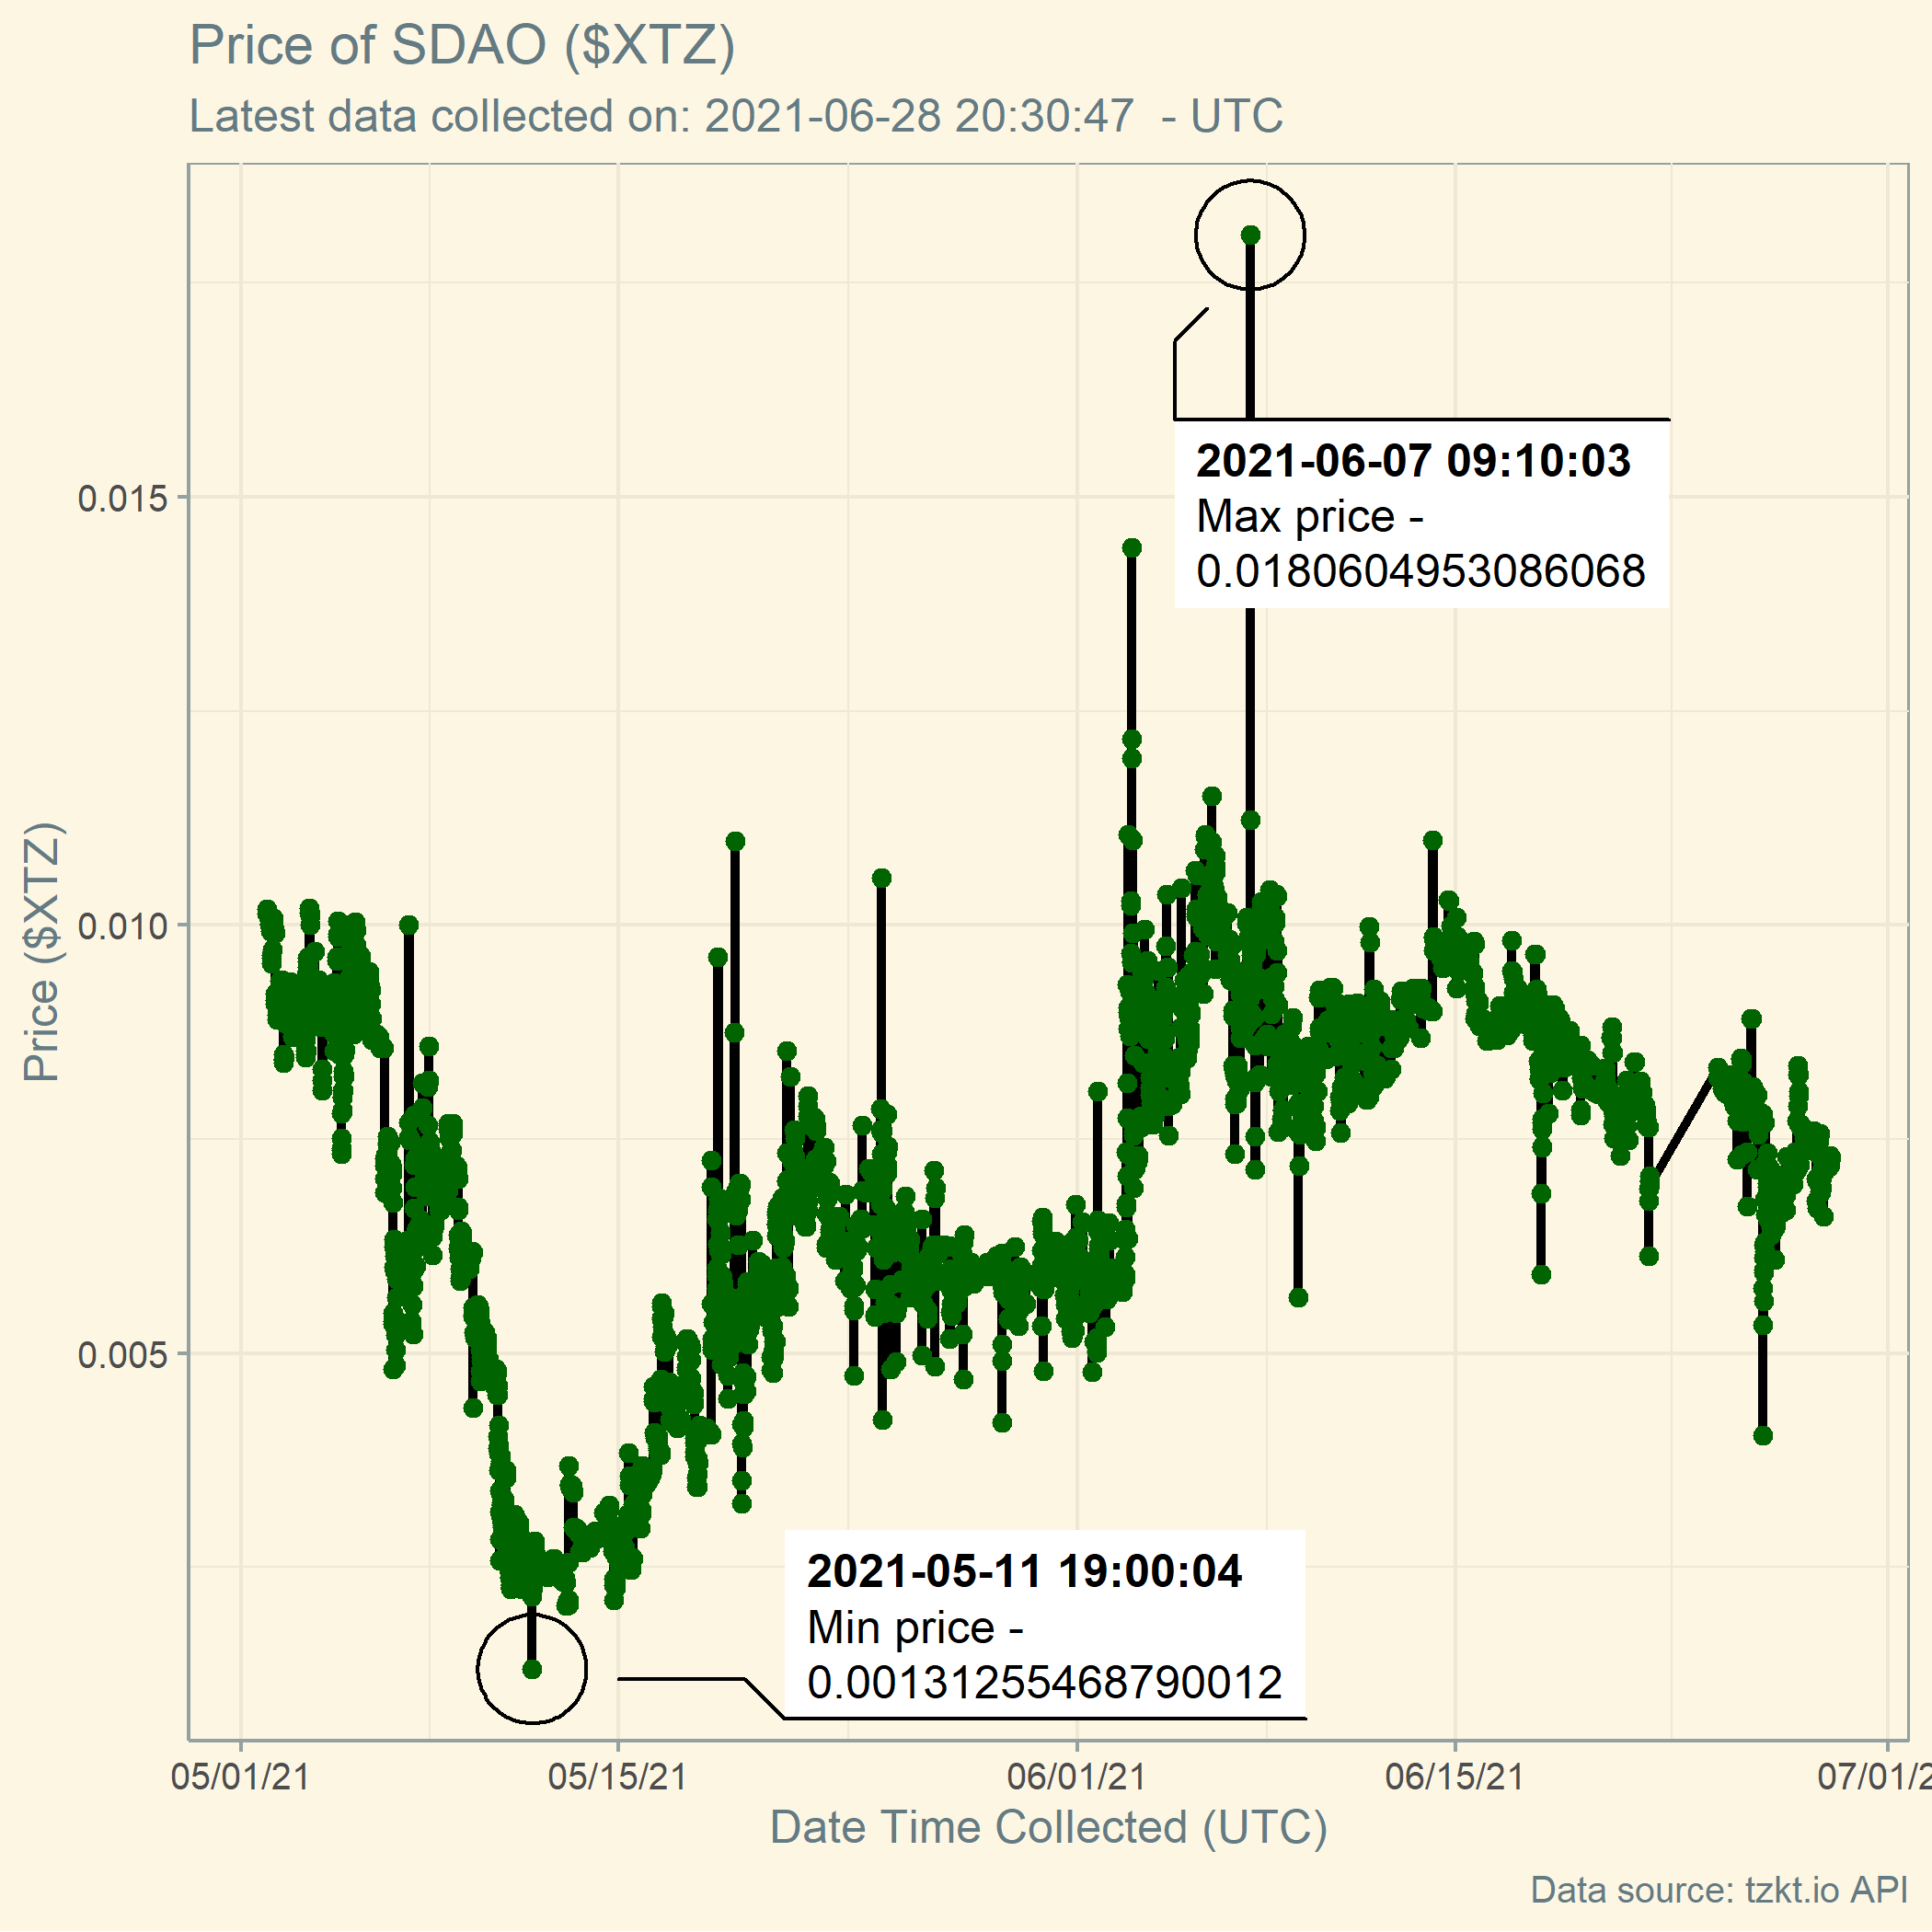 Price of SDAO ($XTZ)
Latest data collected on: 2021-06-28 20:30:47  - UTC
2021-06-07 09:10:03
Max price -
0.0180604953086068
0.015
0.010
0.005
Price ($XTZ)
2021-05-11 19:00:04
Min price -
0.00131255468790012
05/01/21
05/15/21
06/01/21
06/15/21
07/01/2
Date Time Collected (UTC)
Data source: tzkt.io API